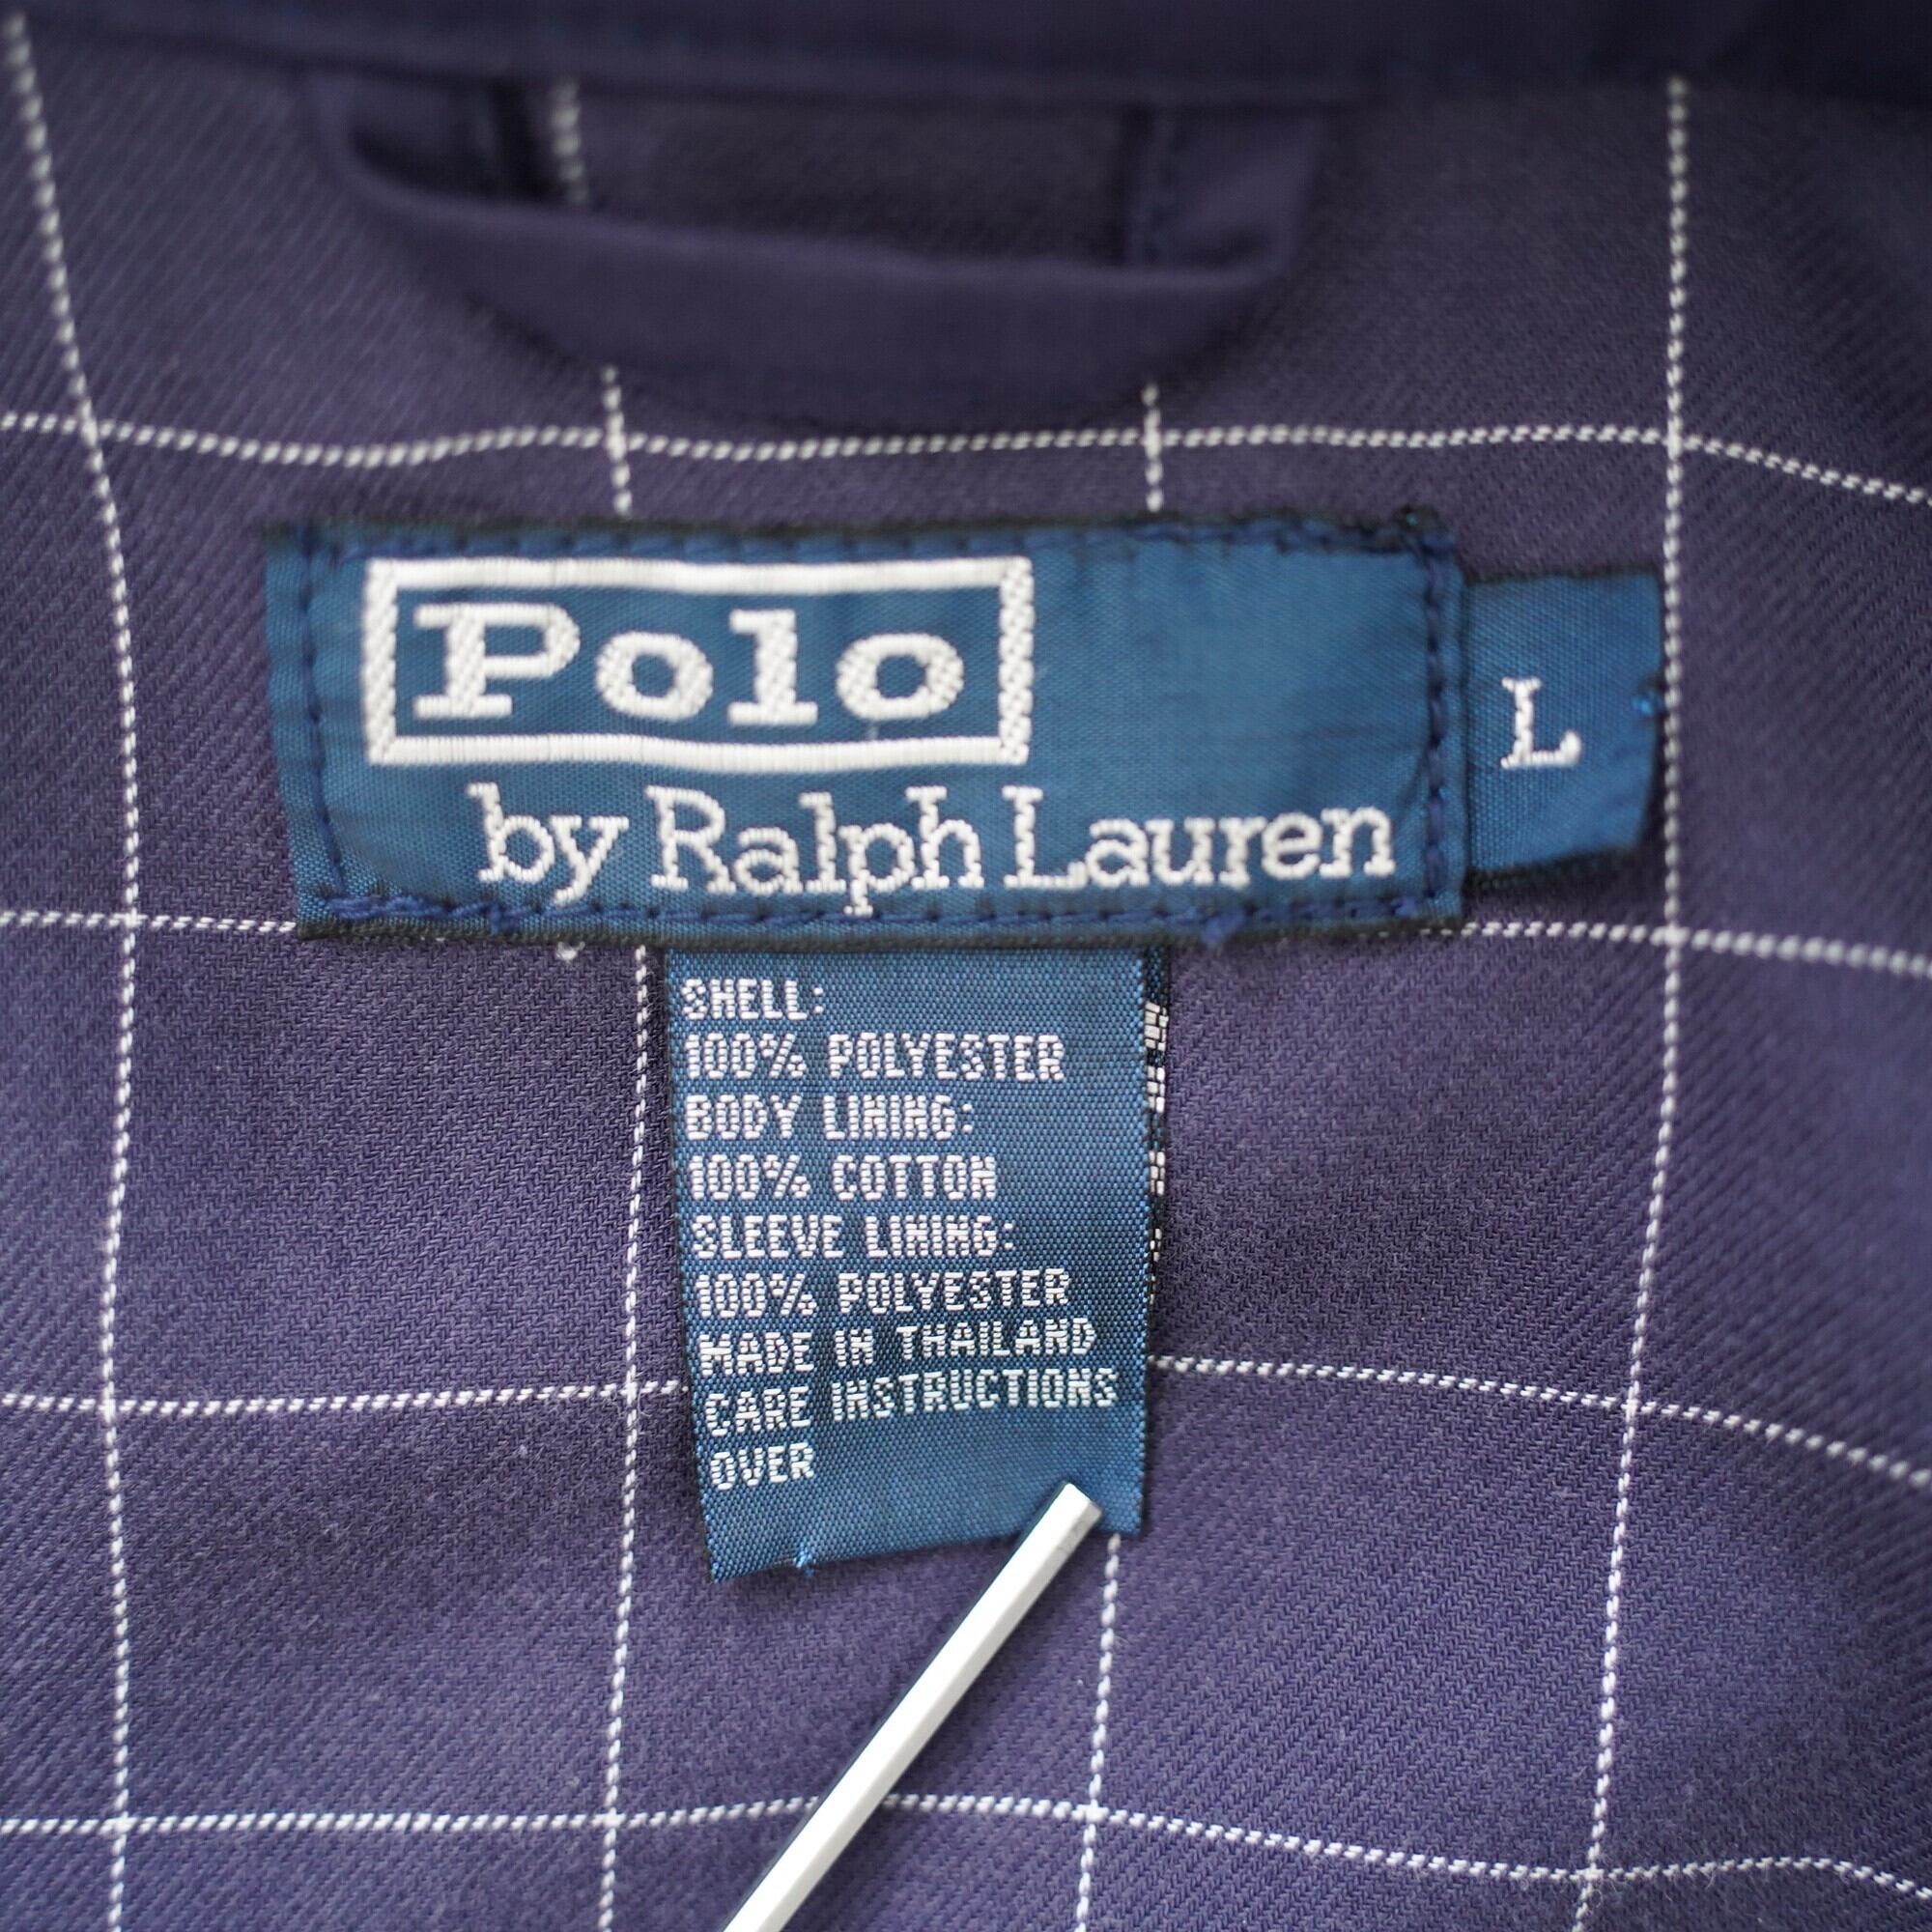 Polo
by Ralph Lauren
L
SHELL:
100% POLYESTER
BODY LINING:
100% COTTON
SLEEVE LINING:
100% POLYESTER
MADE IN THAILAND
CARE INSTRUCTIONS
OVER